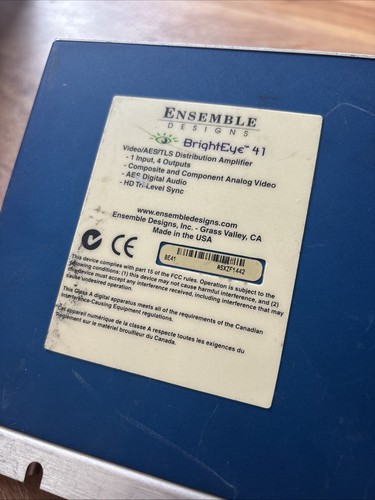 ENSEMBLE
DESIGNS
BrightEye™ 41
Video/AES/TLS Distribution Amplifier
- 1 Input, 4 Outputs
- Composite and Component Analog Video
- AES Digital Audio
- HD Tri-Level Sync
www.ensembledesigns.com
Ensemble Designs, Inc. - Grass Valley, CA
Made in the USA
CE
BE41
ASXZF1442
This device complies with part 15 of the FCC rules. Operation is subject to the
following conditions: (1) this device may not cause harmful interference, and (2)
this device must accept any interference received, including interference that may
cause undesired operation.
This Class A digital apparatus meets all of the requirements of the Canadian
Interference-Causing Equipment regulations.
Cet appareil numérique de la classe A respecte toutes les exigences du
Règlement sur le matériel brouilleur du Canada.